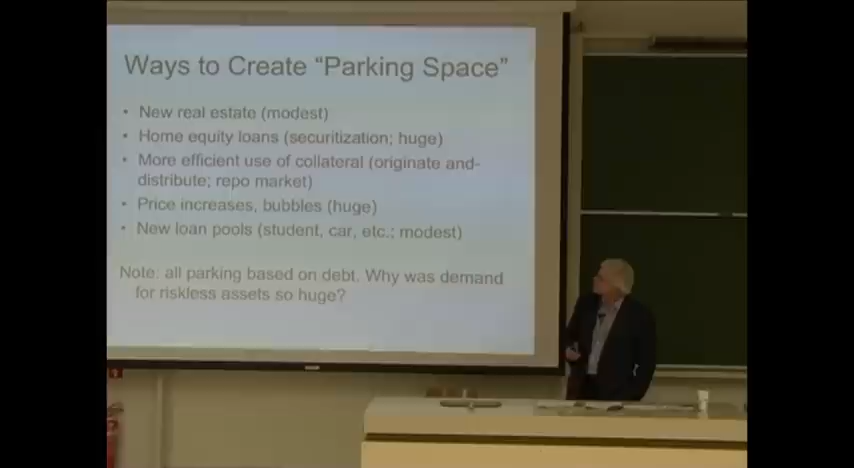 Ways to Create "Parking Space"
• New real estate (modest)
• Home equity loans (securitization; huge)
• More efficient use of collateral (originate and-
distribute; repo market)
• Price increases, bubbles (huge)
• New loan pools (student, car, etc.; modest)
Note: all parking based on debt. Why was demand
for riskless assets so huge?